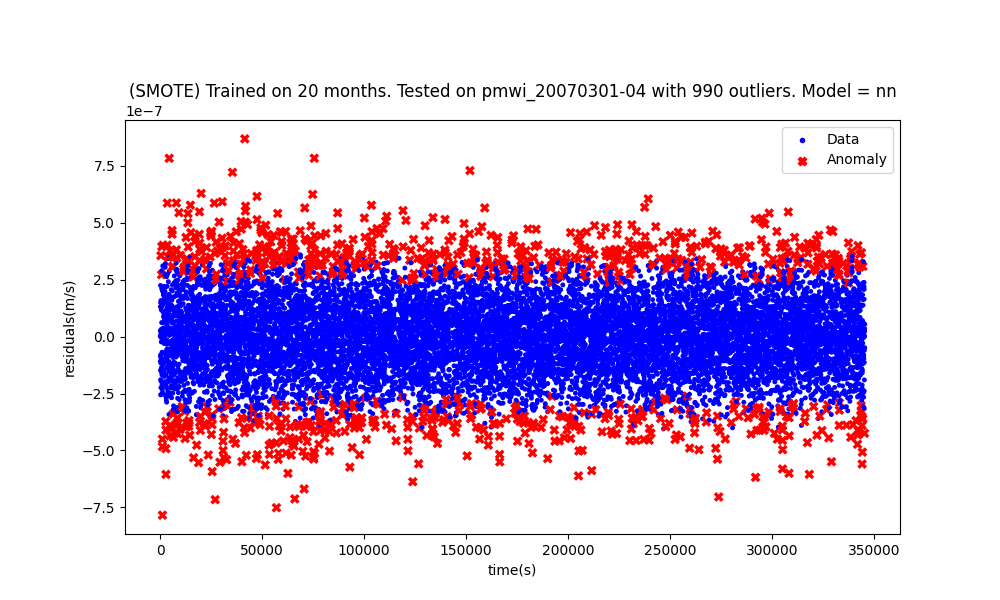 (SMOTE) Trained on 20 months. Tested on pmwi_20070301-04 with 990 outliers. Model = nn
1e−7
Data
Anomaly
7.5
5.0
2.5
0.0
−2.5
−5.0
−7.5
residuals(m/s)
0 50000 100000 150000 200000 250000 300000 350000
time(s)